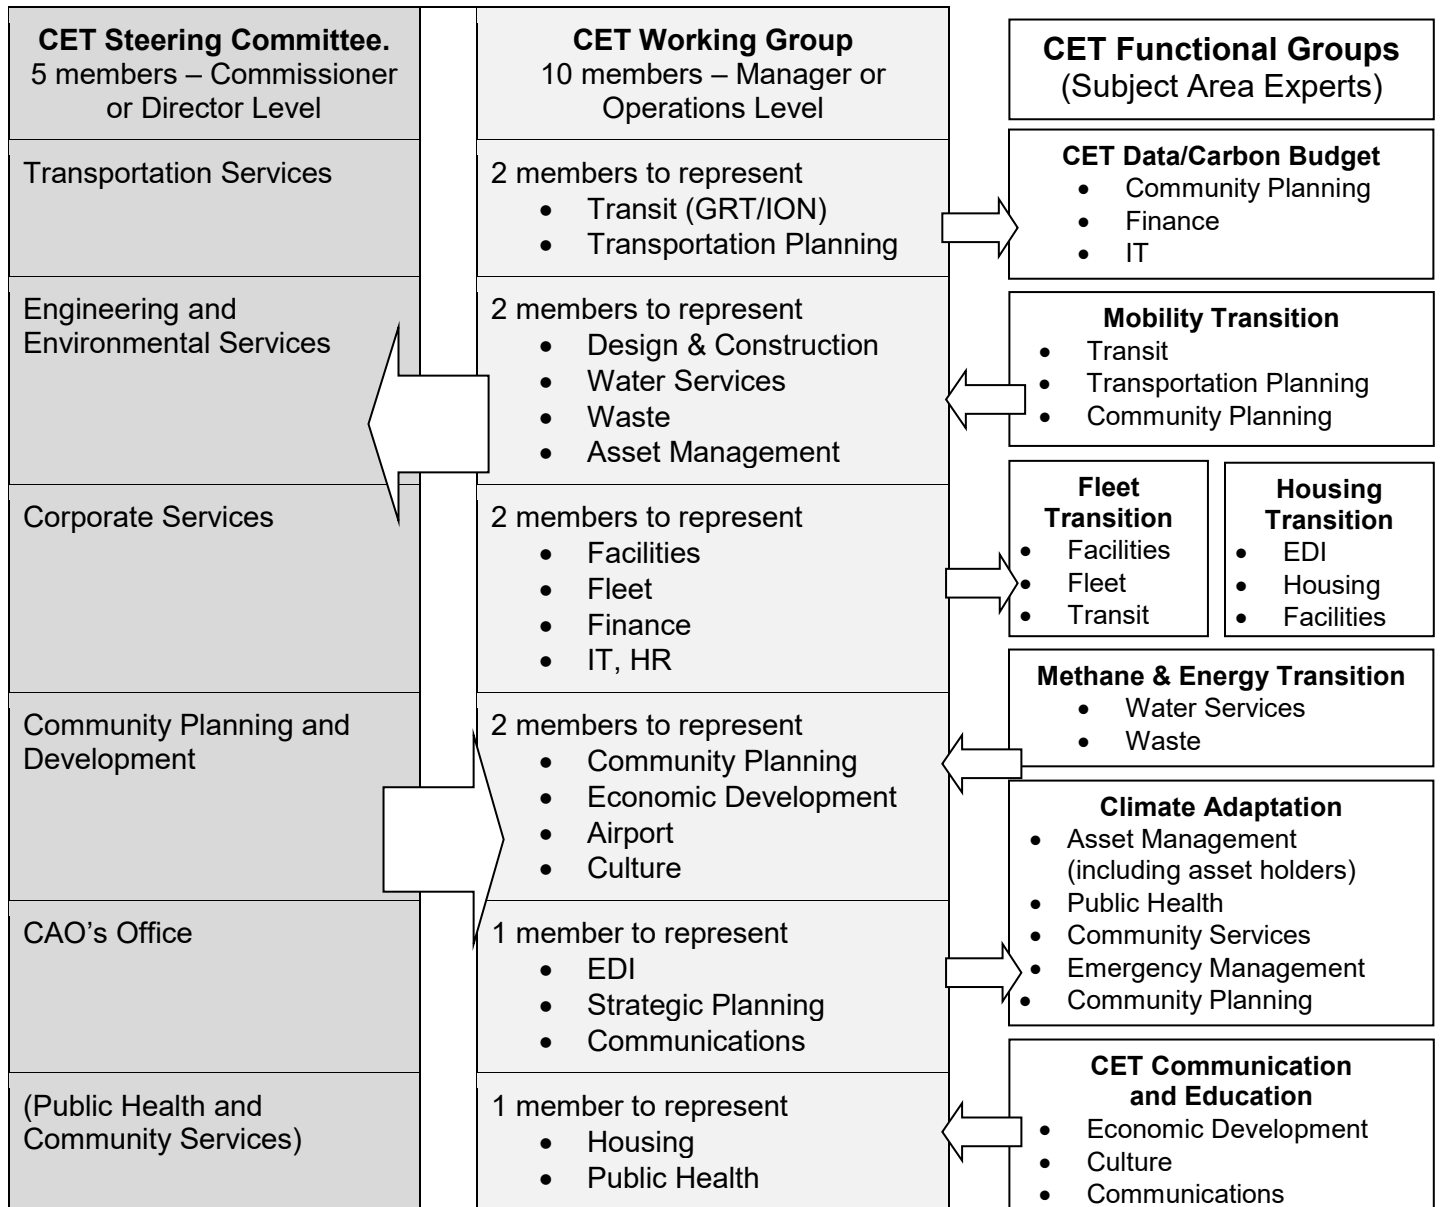 CET Steering Committee.
5 members – Commissioner
or Director Level
Transportation Services
Engineering and
Environmental Services
Corporate Services
Community Planning and
Development
CAO’s Office
(Public Health and
Community Services)
CET Working Group
10 members – Manager or
Operations Level
2 members to represent
• Transit (GRT/ION)
• Transportation Planning
2 members to represent
• Design & Construction
• Water Services
• Waste
• Asset Management
2 members to represent
• Facilities
• Fleet
• Finance
• IT, HR
2 members to represent
• Community Planning
• Economic Development
• Airport
• Culture
1 member to represent
• EDI
• Strategic Planning
• Communications
1 member to represent
• Housing
• Public Health
CET Functional Groups
(Subject Area Experts)
CET Data/Carbon Budget
• Community Planning
• Finance
• IT
Mobility Transition
• Transit
• Transportation Planning
• Community Planning
Fleet
Transition
• Facilities
• Fleet
• Transit
Housing
Transition
• EDI
• Housing
• Facilities
Methane & Energy Transition
• Water Services
• Waste
Climate Adaptation
• Asset Management
(including asset holders)
• Public Health
• Community Services
• Emergency Management
• Community Planning
CET Communication
and Education
• Economic Development
• Culture
• Communications